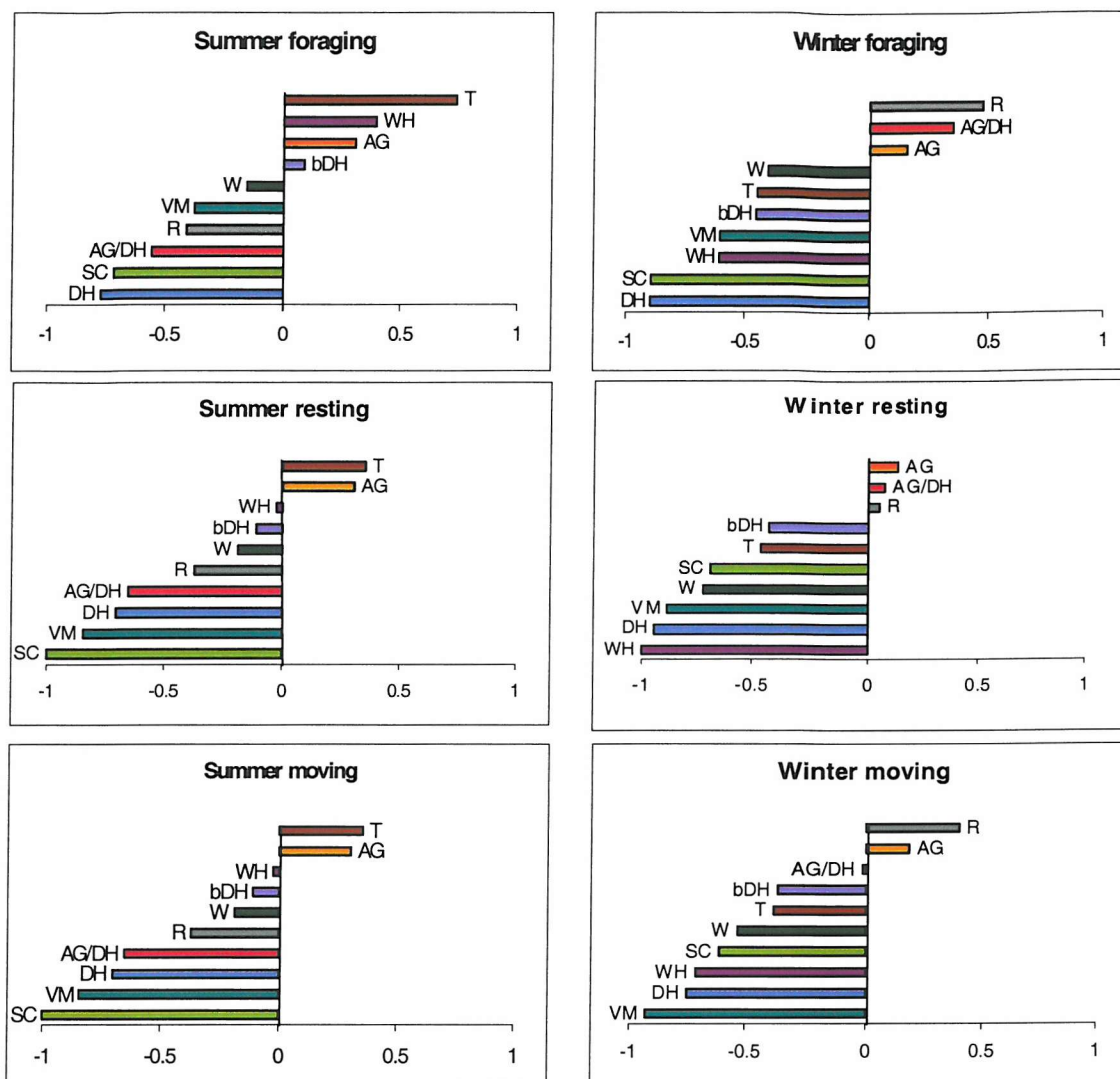 Summer foraging
T
WH
AG
bDH
W
VM
R
AG/DH
SC
DH
-1 -0.5 0 0.5 1
Winter foraging
R
AG/DH
AG
W
T
bDH
VM
WH
SC
DH
-1 -0.5 0 0.5 1
Summer resting
T
AG
WH
bDH
W
R
AG/DH
DH
VM
SC
-1 -0.5 0 0.5 1
Winter resting
AG
AG/DH
R
bDH
T
SC
W
VM
DH
WH
-1 -0.5 0 0.5 1
Summer moving
T
AG
WH
bDH
W
R
AG/DH
DH
VM
SC
-1 -0.5 0 0.5 1
Winter moving
R
AG
AG/DH
bDH
T
W
SC
WH
DH
VM
-1 -0.5 0 0.5 1